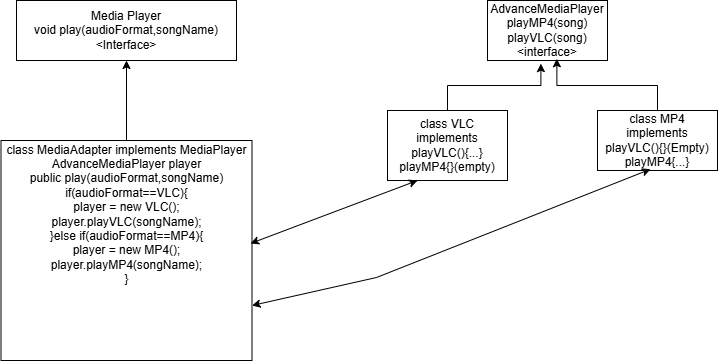 Media Player
void play(audioFormat,songName)
<Interface>
AdvanceMediaPlayer
playMP4(song)
playVLC(song)
<interface>
class VLC
implements
playVLC(){...}
playMP4{}(empty)
class MP4
implements
playVLC(){}(Empty)
playMP4{...}
class MediaAdapter implements MediaPlayer
AdvanceMediaPlayer player
public play(audioFormat,songName)
if(audioFormat==VLC){
player = new VLC();
player.playVLC(songName);
}else if(audioFormat==MP4){
player = new MP4();
player.playMP4(songName);
}